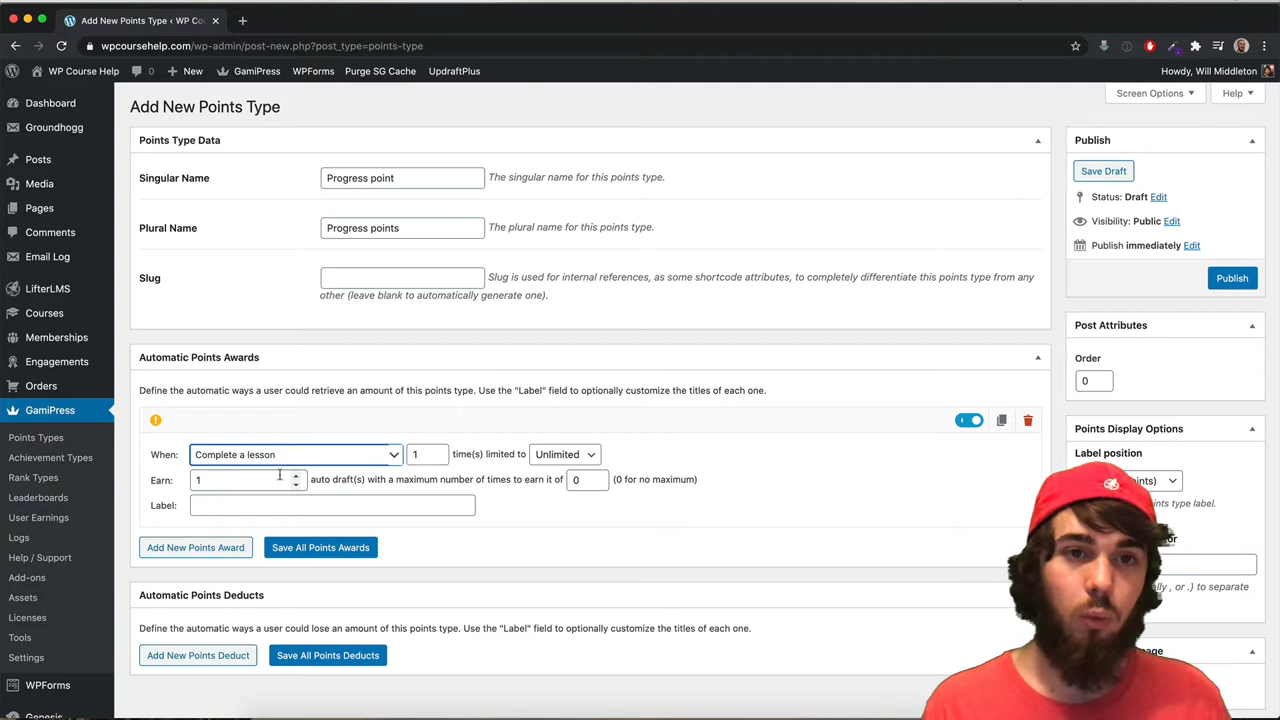 Add New Points Type ‹ WP Cou
wpcoursehelp.com/wp-admin/post-new.php?post_type=points-type
WP Course Help
0
New
GamiPress
WPForms
Purge SG Cache
UpdraftPlus
Howdy, Will Middleton
Dashboard
Groundhogg
Posts
Media
Pages
Comments
Email Log
LifterLMS
Courses
Memberships
Engagements
Orders
GamiPress
Points Types
Achievement Types
Rank Types
Leaderboards
User Earnings
Logs
Help / Support
Add-ons
Assets
Licenses
Tools
Settings
WPForms
Genesis
Screen Options
Help
Add New Points Type
Points Type Data
Singular Name
Progress point
The singular name for this points type.
Plural Name
Progress points
The plural name for this points type.
Slug
Slug is used for internal references, as some shortcode attributes, to completely differentiate this points type from any
other (leave blank to automatically generate one).
Automatic Points Awards
Define the automatic ways a user could retrieve an amount of this points type. Use the "Label" field to optionally customize the titles of each one.
When: Complete a lesson 1 time(s) limited to Unlimited
Earn: 1 auto draft(s) with a maximum number of times to earn it of 0 (0 for no maximum)
Label:
Add New Points Award
Save All Points Awards
Automatic Points Deducts
Define the automatic ways a user could lose an amount of this points type. Use the "Label" field to optionally customize the titles of each one.
Add New Points Deduct
Save All Points Deducts
Publish
Save Draft
Status: Draft Edit
Visibility: Public Edit
Publish immediately Edit
Publish
Post Attributes
Order
0
Points Display Options
Label position
points type label.
, or .) to separate